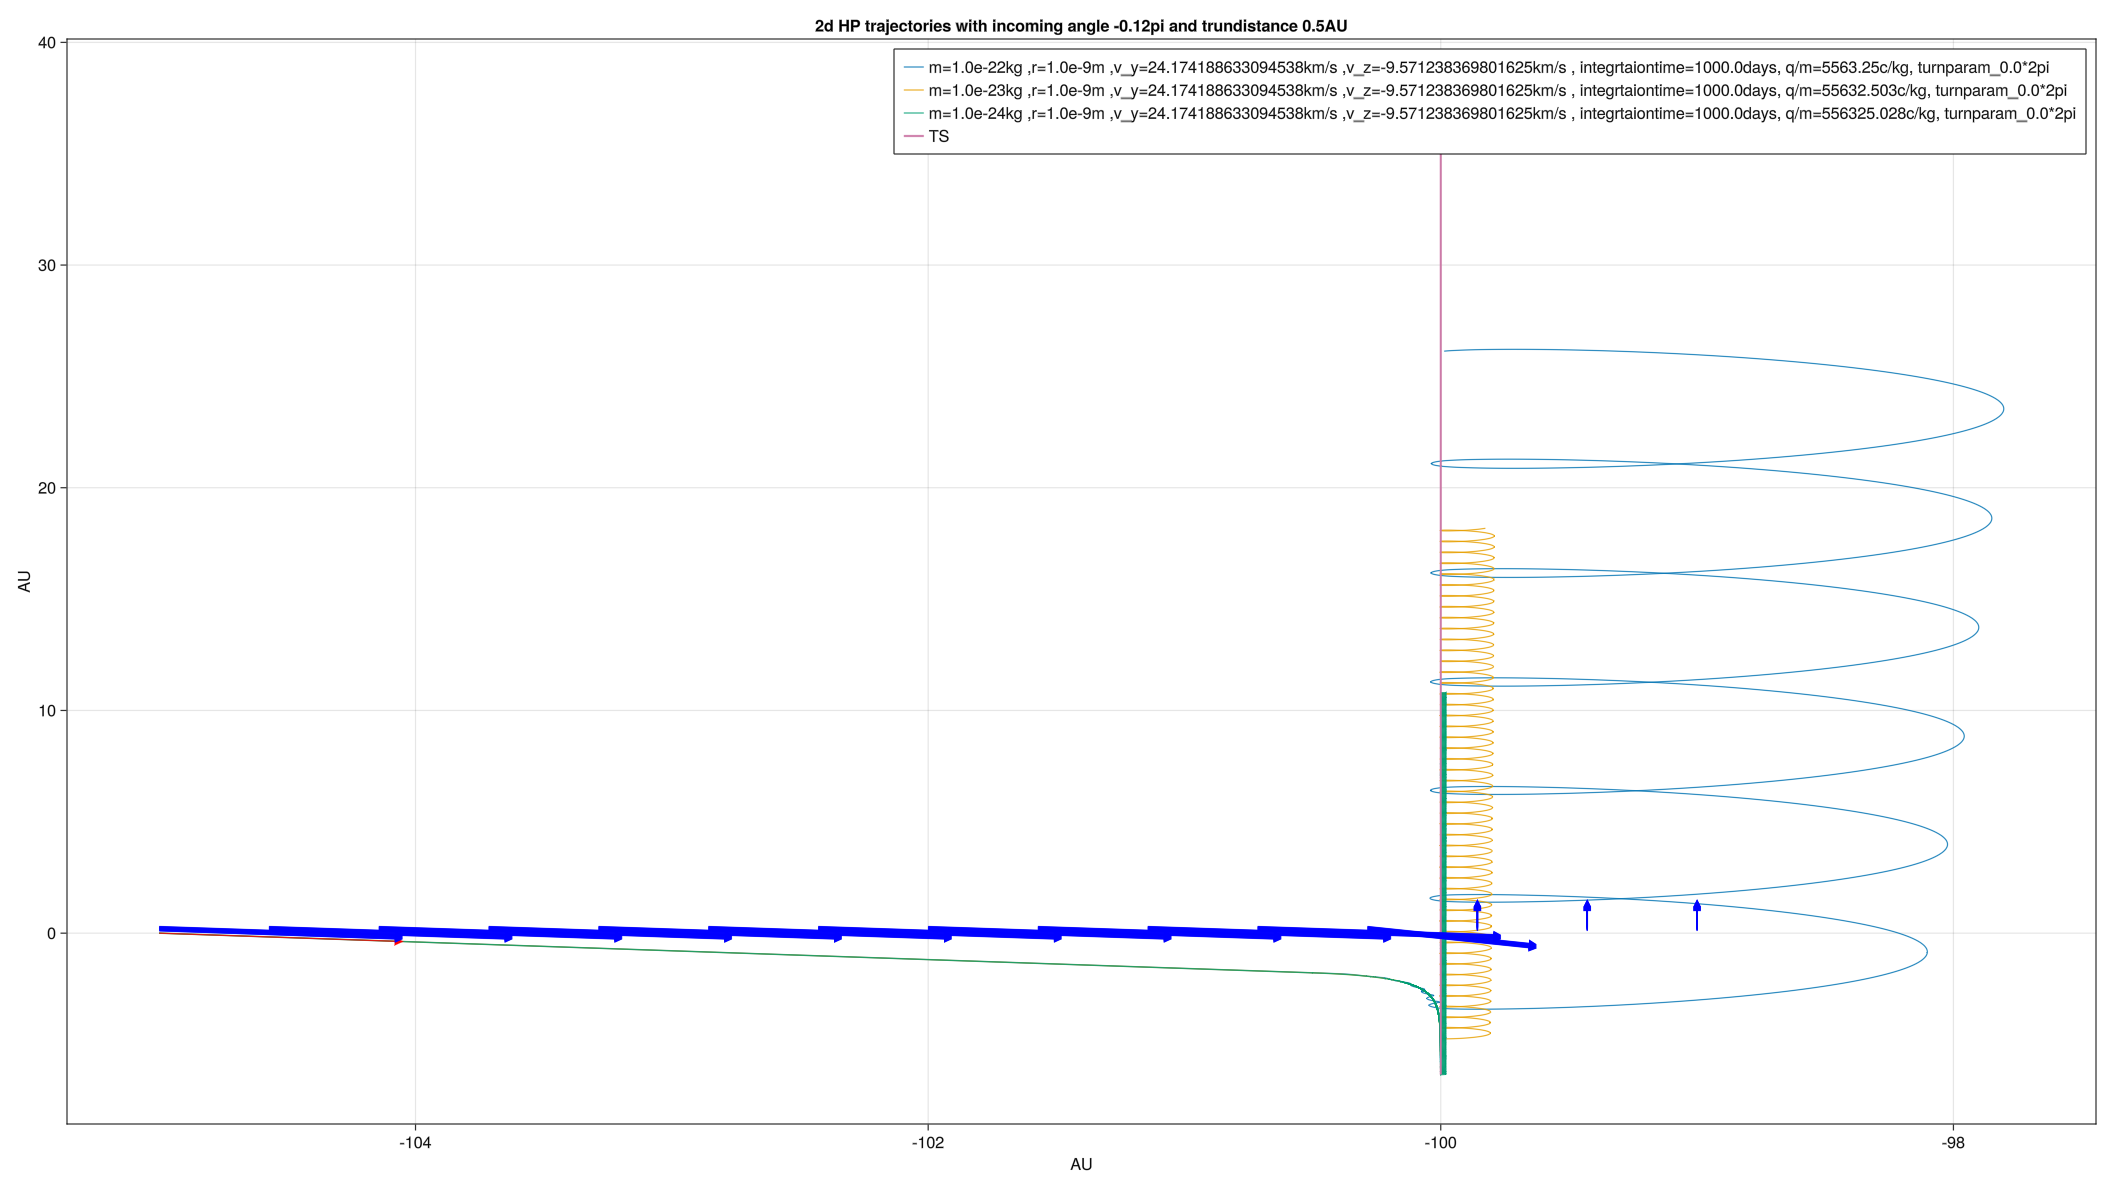 2d HP trajectories with incoming angle -0.12pi and trundistance 0.5AU
m=1.0e-22kg ,r=1.0e-9m ,v_y=24.174188633094538km/s ,v_z=-9.571238369801625km/s , integrtaiontime=1000.0days, q/m=5563.25c/kg, turnparam_0.0*2pi
m=1.0e-23kg ,r=1.0e-9m ,v_y=24.174188633094538km/s ,v_z=-9.571238369801625km/s , integrtaiontime=1000.0days, q/m=55632.503c/kg, turnparam_0.0*2pi
m=1.0e-24kg ,r=1.0e-9m ,v_y=24.174188633094538km/s ,v_z=-9.571238369801625km/s , integrtaiontime=1000.0days, q/m=556325.028c/kg, turnparam_0.0*2pi
TS
40
30
20
10
0
AU
-104
-102
-100
-98
AU